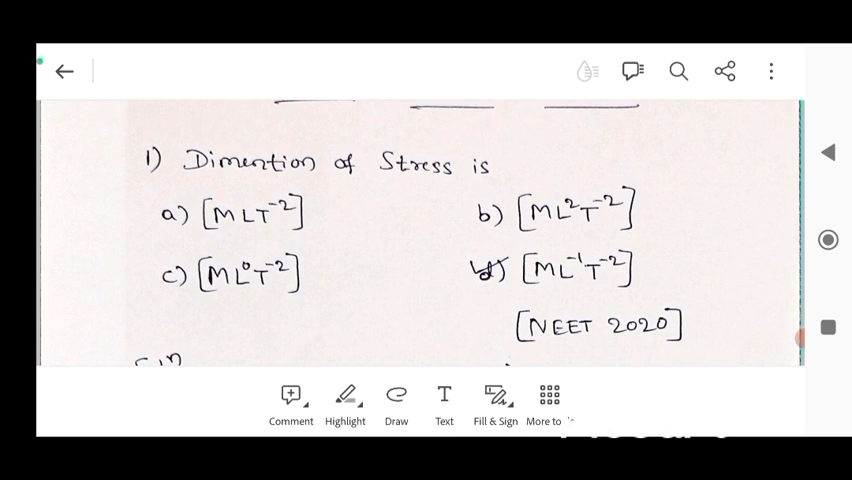 1) Dimention of Stress is
a) [MLT⁻²]
b) [ML²T⁻²]
c) [ML⁰T⁻²]
d) [ML⁻¹T⁻²]
[NEET 2020]
Comment Highlight Draw Text Fill & Sign More to